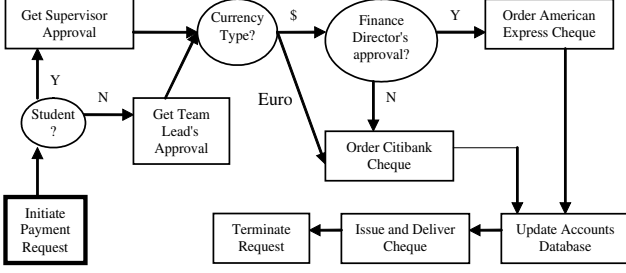 Get Supervisor
Approval
Currency
Type?
$
Finance
Director's
approval?
Y
Order American
Express Cheque
Y
N
Euro
N
Student
?
Get Team
Lead's
Approval
Order Citibank
Cheque
Initiate
Payment
Request
Terminate
Request
Issue and Deliver
Cheque
Update Accounts
Database